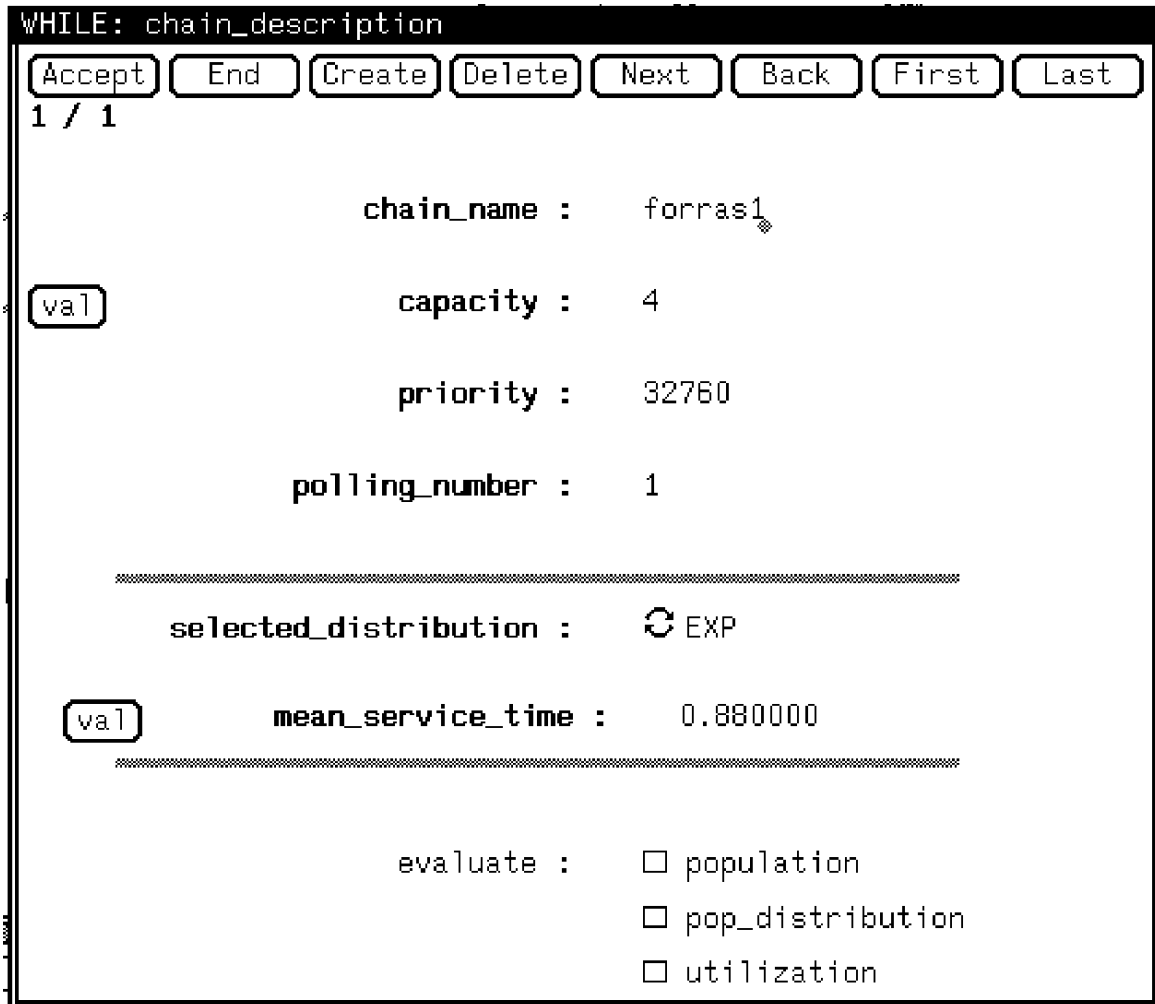 WHILE: chain_description
Accept End Create Delete Next Back First Last
1 / 1
chain_name : forras1
val capacity : 4
priority : 32760
polling_number : 1
selected_distribution : EXP
val mean_service_time : 0.880000
evaluate : population
pop_distribution
utilization